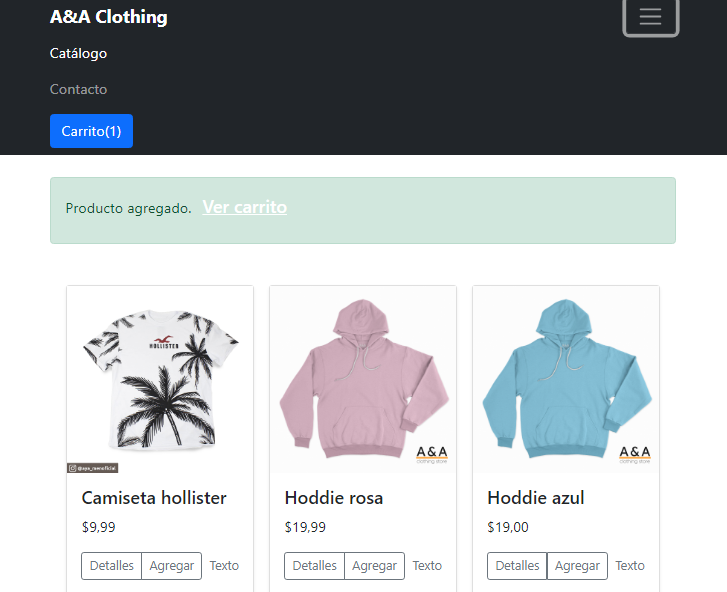 A&A Clothing
Catálogo
Contacto
Carrito(1)
Producto agregado. Ver carrito
HOLLISTER
@aya_menoficial
A&A
clothing store
A&A
clothing store
Camiseta hollister
Hoddie rosa
Hoddie azul
$9,99
$19,99
$19,00
Detalles Agregar Texto
Detalles Agregar Texto
Detalles Agregar Texto